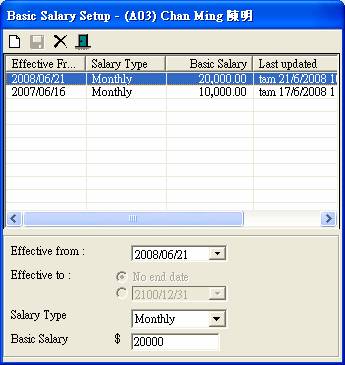 Basic Salary Setup - (A03) Chan Ming 陳明
Effective Fr... Salary Type Basic Salary Last updated
2008/06/21 Monthly 20,000.00 tam 21/6/2008
2007/06/16 Monthly 10,000.00 tam 17/6/2008 1
Effective from : 2008/06/21
Effective to : No end date
2100/12/31
Salary Type Monthly
Basic Salary $ 20000